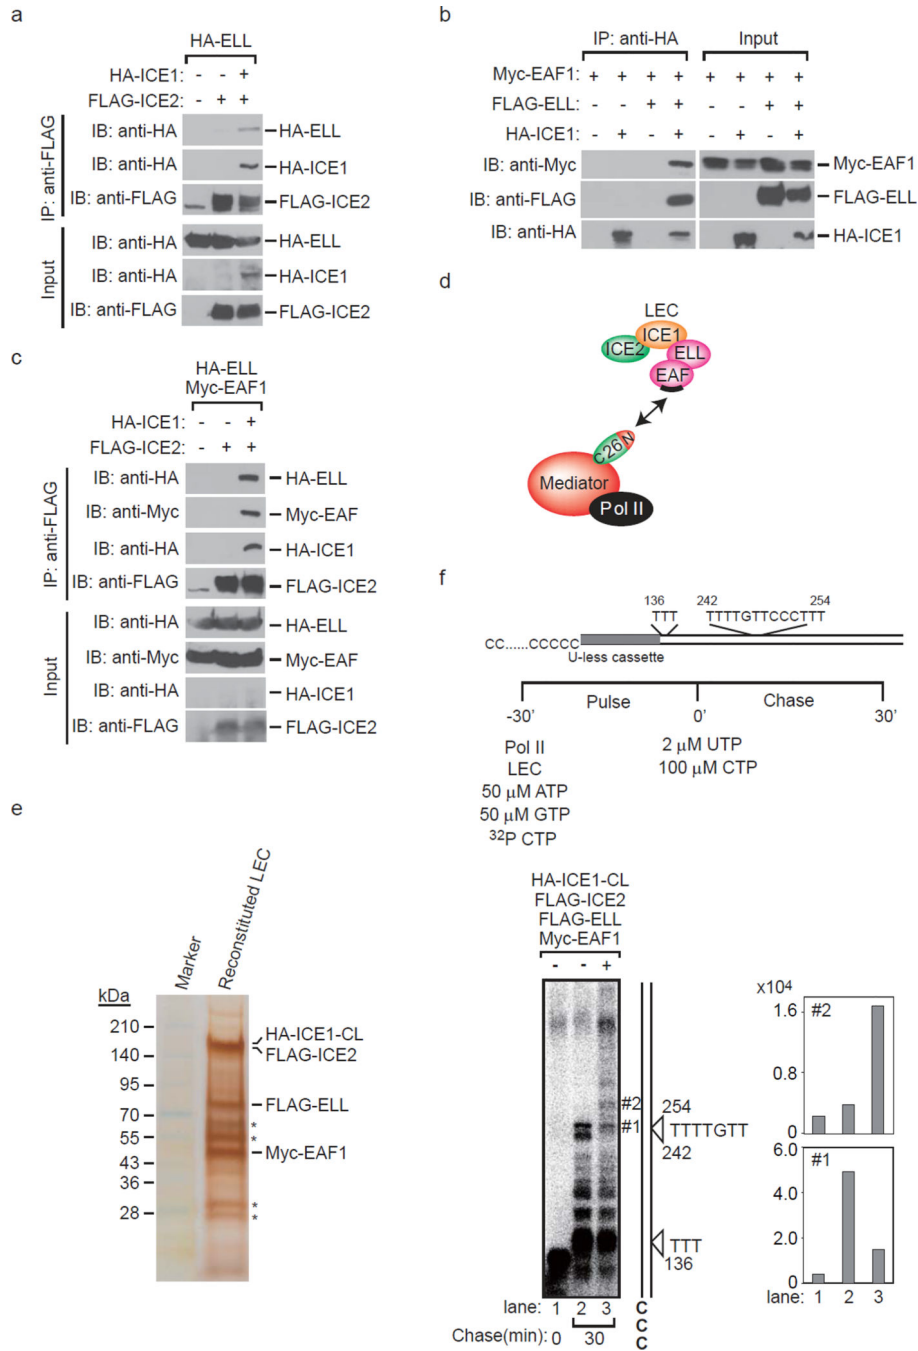 a
HA-ELL
HA-ICE1: - - +
FLAG-ICE2: - + +
IP: anti-FLAG
IB: anti-HA HA-ELL
IB: anti-HA HA-ICE1
IB: anti-FLAG FLAG-ICE2
Input
IB: anti-HA HA-ELL
IB: anti-HA HA-ICE1
IB: anti-FLAG FLAG-ICE2
b
IP: anti-HA Input
Myc-EAF1: + + + + + + + +
FLAG-ELL: - - + + - - + +
HA-ICE1: - + - + - + - +
IB: anti-Myc Myc-EAF1
IB: anti-FLAG FLAG-ELL
IB: anti-HA HA-ICE1
c
HA-ELL
Myc-EAF1
HA-ICE1: - - +
FLAG-ICE2: - + +
IP: anti-FLAG
IB: anti-HA HA-ELL
IB: anti-Myc Myc-EAF
IB: anti-HA HA-ICE1
IB: anti-FLAG FLAG-ICE2
Input
IB: anti-HA HA-ELL
IB: anti-Myc Myc-EAF
IB: anti-HA HA-ICE1
IB: anti-FLAG FLAG-ICE2
d
LEC
ICE1
ICE2
ELL
EAF
C 26 N
Mediator
Pol II
e
Marker
Reconstituted LEC
kDa
210
140
95
70
55
43
36
28
HA-ICE1-CL
FLAG-ICE2
FLAG-ELL
*
*
Myc-EAF1
*
*
f
136 242 254
TTT TTTTGTTCCCTTT
CC......CCCCC
U-less cassette
Pulse Chase
-30' 0' 30'
Pol II
LEC
50 μM ATP
50 μM GTP
32P CTP
2 μM UTP
100 μM CTP
HA-ICE1-CL
FLAG-ICE2
FLAG-ELL
Myc-EAF1
- - +
#2
#1
254
TTTTGTT
242
TTT
136
lane: 1 2 3
Chase(min): 0 30
C
C
C
x104
#2
1.6
0.8
0
#1
6.0
4.0
2.0
0
lane: 1 2 3